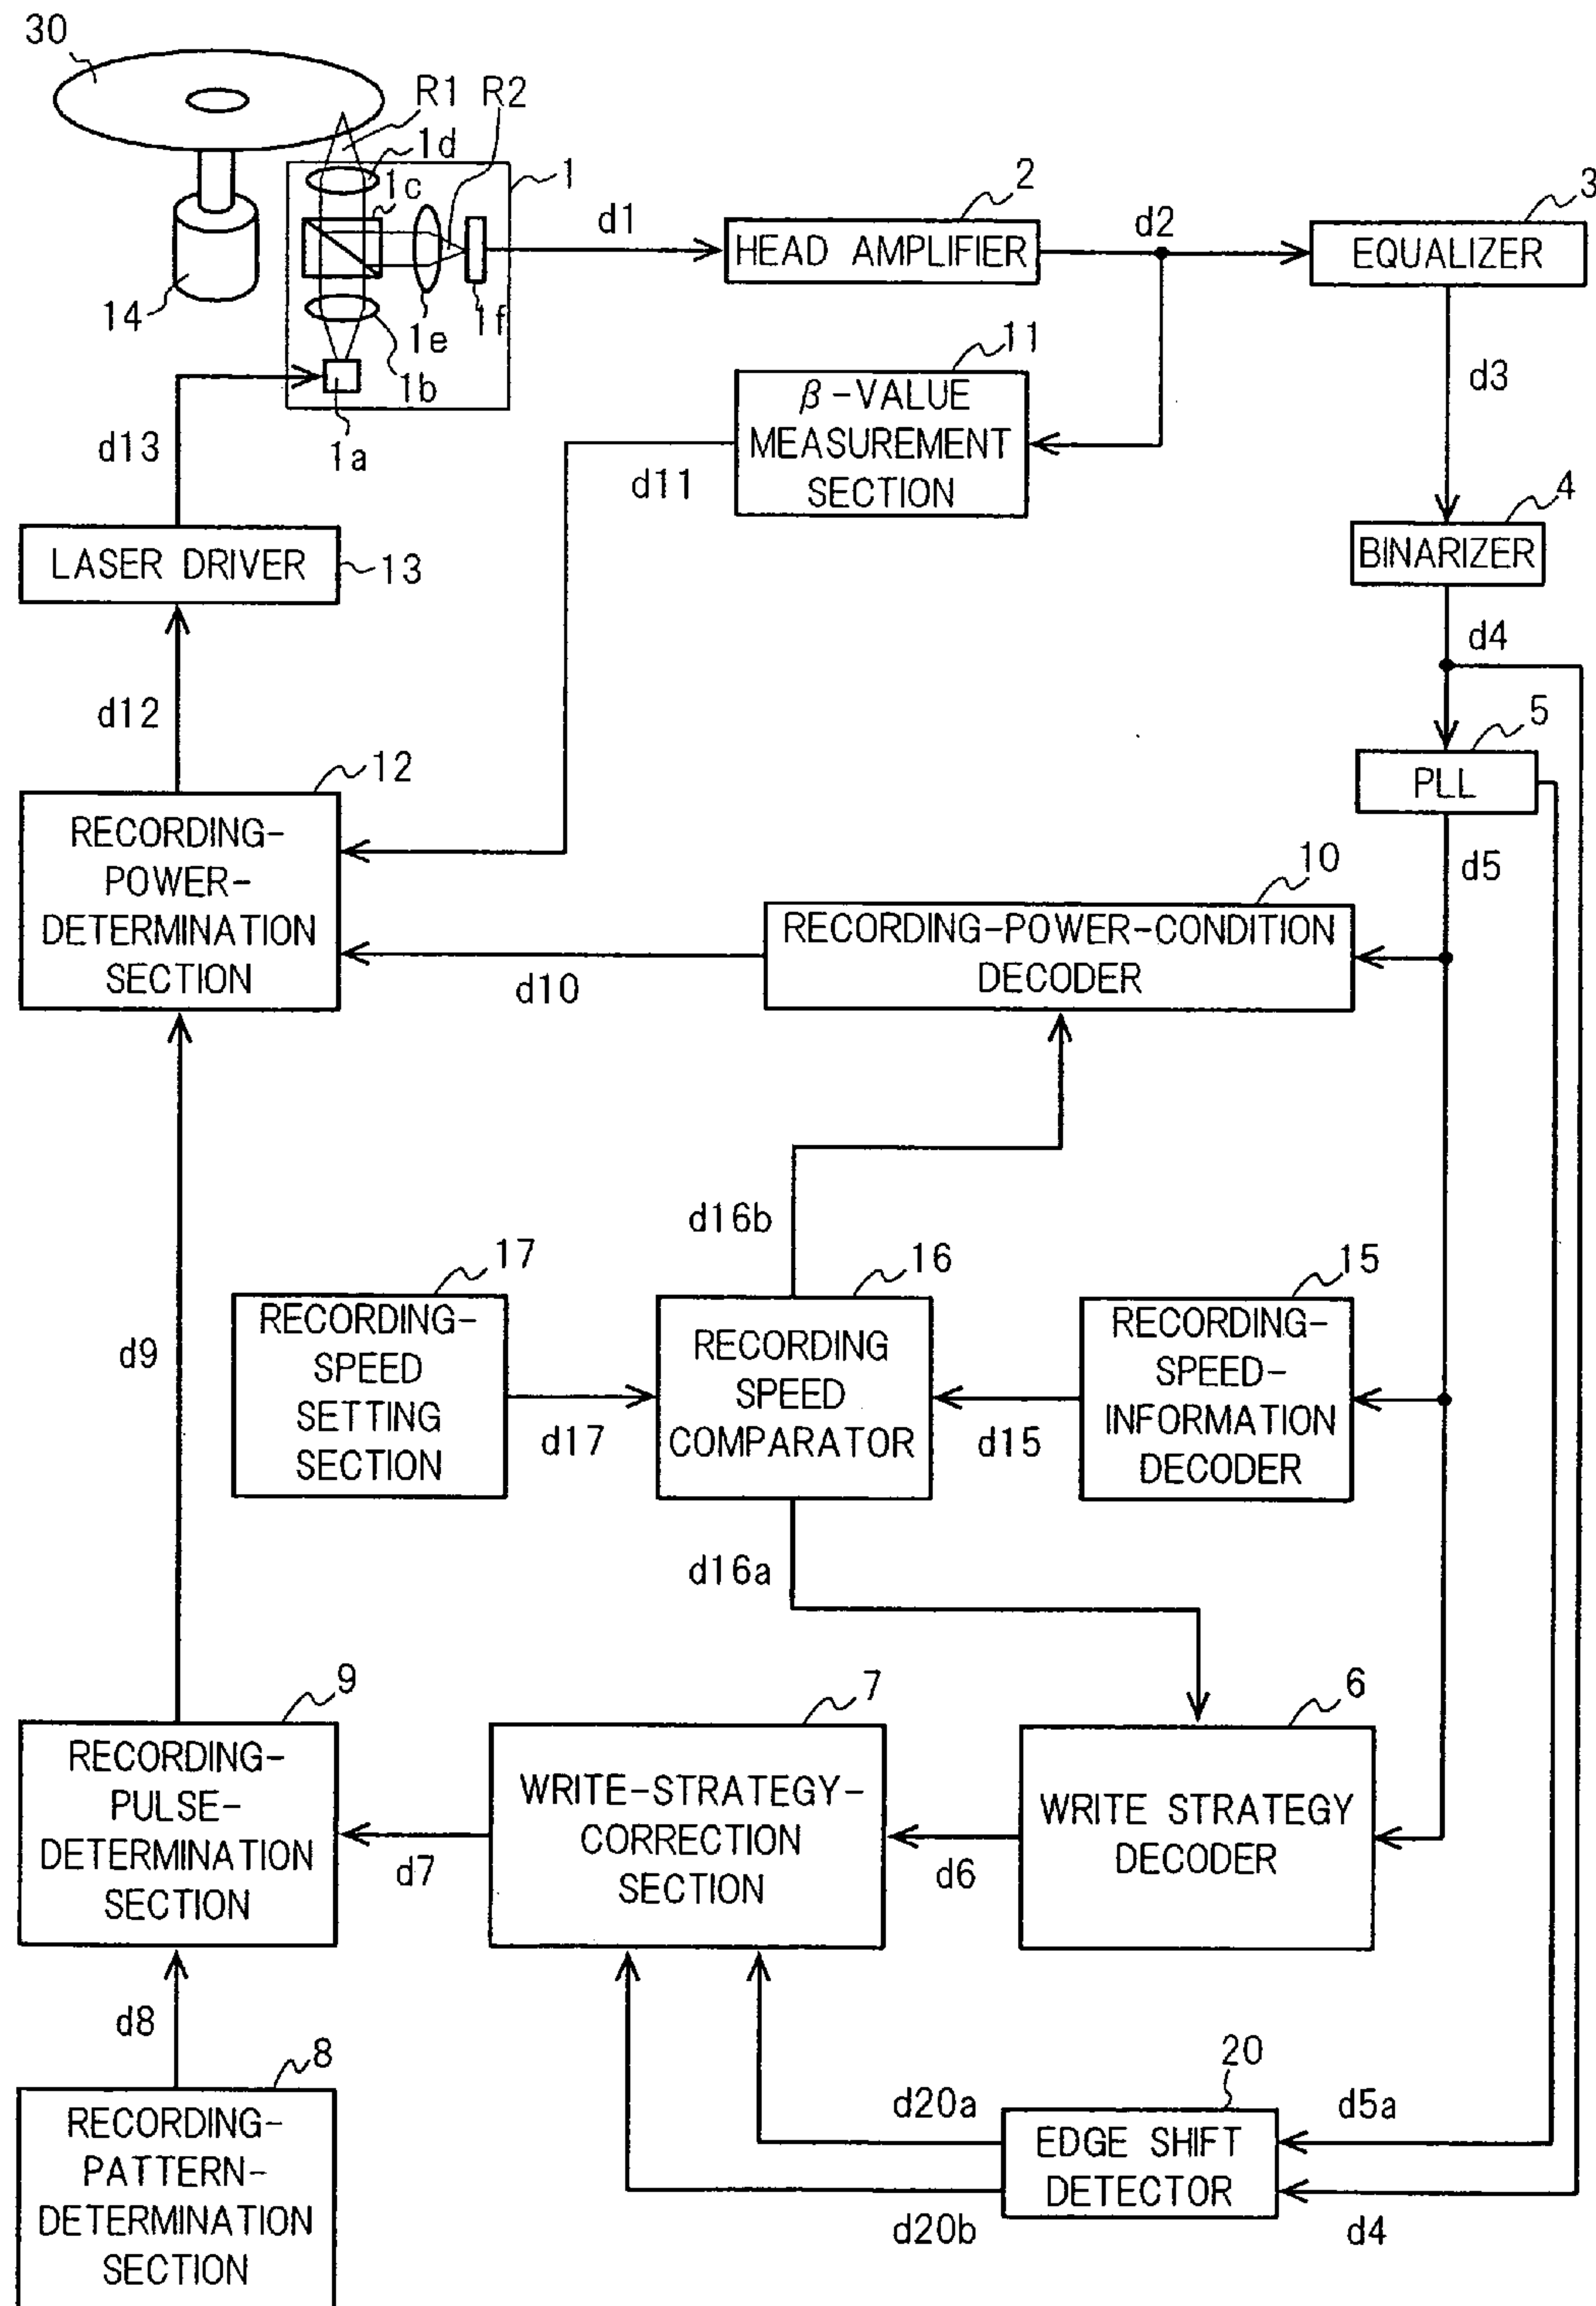 30
R1
R2
1d
1c
1
14
1e
1f
1b
1a
d1
2
HEAD AMPLIFIER
d2
3
EQUALIZER
d3
11
β-VALUE
MEASUREMENT
SECTION
d11
d13
LASER DRIVER
13
4
BINARIZER
d4
d12
5
PLL
d5
12
RECORDING-
POWER-
DETERMINATION
SECTION
10
RECORDING-POWER-CONDITION
DECODER
d10
d16b
d9
17
RECORDING-
SPEED
SETTING
SECTION
d17
16
RECORDING
SPEED
COMPARATOR
d15
15
RECORDING-
SPEED-
INFORMATION
DECODER
d16a
9
RECORDING-
PULSE-
DETERMINATION
SECTION
d7
7
WRITE-STRATEGY-
CORRECTION
SECTION
d6
6
WRITE STRATEGY
DECODER
d8
8
RECORDING-
PATTERN-
DETERMINATION
SECTION
d20a
d20b
20
EDGE SHIFT
DETECTOR
d5a
d4